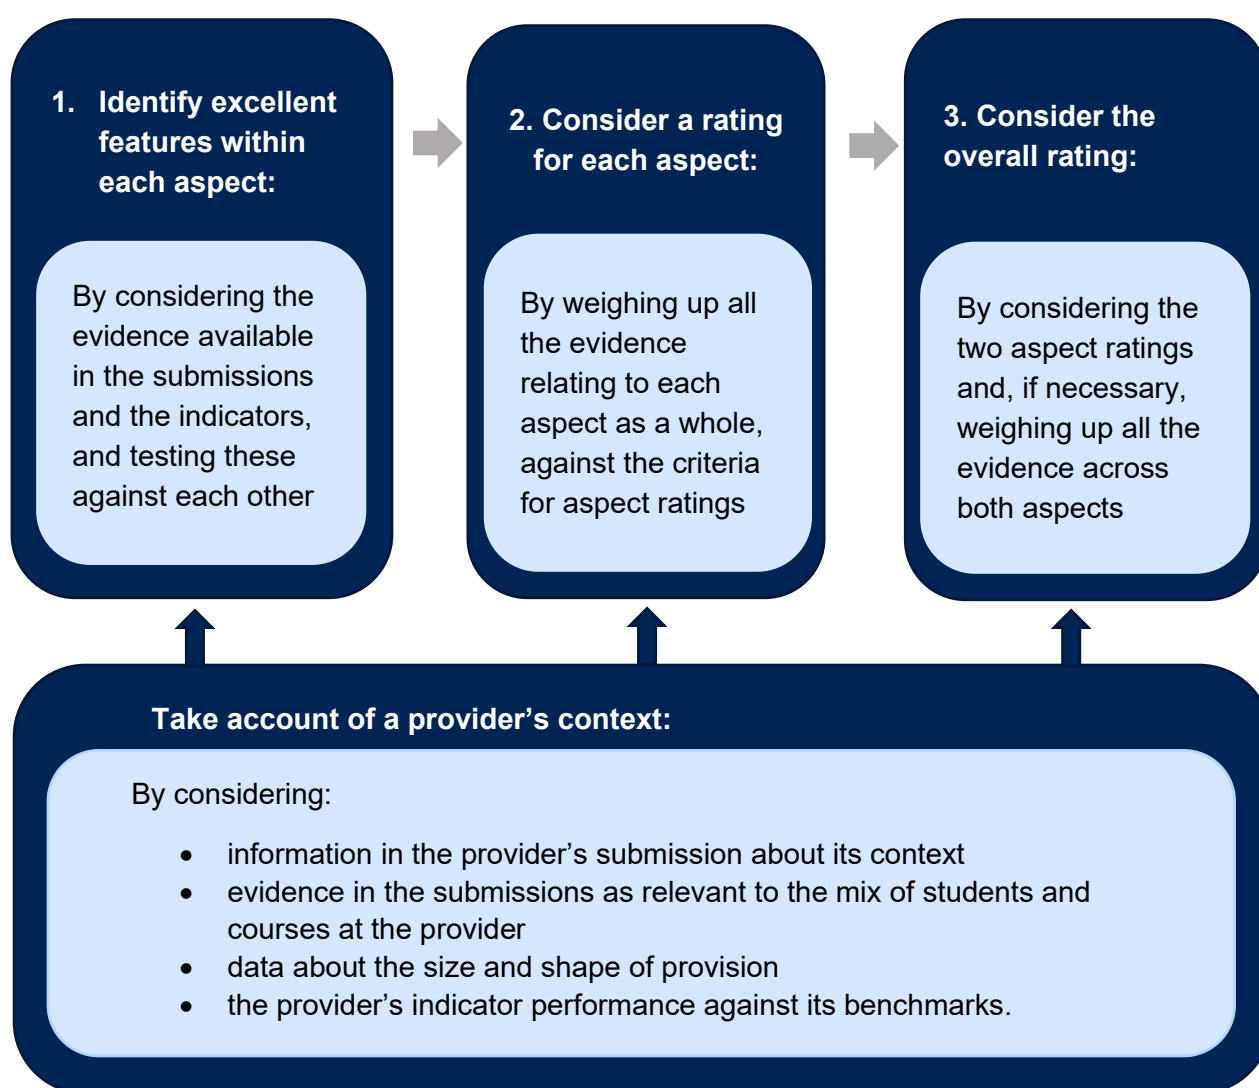 1. Identify excellent
features within
each aspect:
By considering the
evidence available
in the submissions
and the indicators,
and testing these
against each other
2. Consider a rating
for each aspect:
By weighing up all
the evidence
relating to each
aspect as a whole,
against the criteria
for aspect ratings
3. Consider the
overall rating:
By considering the
two aspect ratings
and, if necessary,
weighing up all the
evidence across
both aspects
Take account of a provider’s context:
By considering:
• information in the provider’s submission about its context
• evidence in the submissions as relevant to the mix of students and
courses at the provider
• data about the size and shape of provision
• the provider’s indicator performance against its benchmarks.